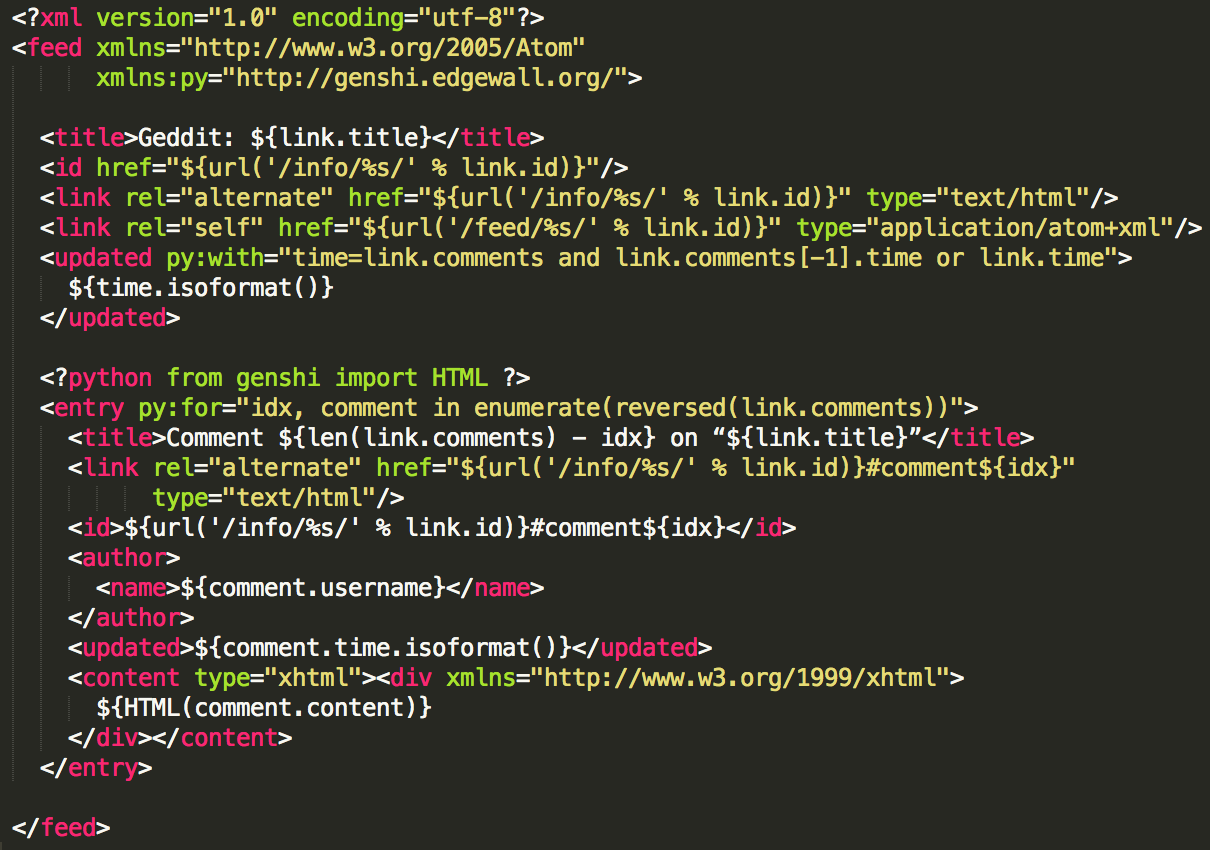 <?xml version="1.0" encoding="utf-8"?>
<feed xmlns="http://www.w3.org/2005/Atom"
      xmlns:py="http://genshi.edgewall.org/">

  <title>Geddit: ${link.title}</title>
  <id href="${url('/info/%s/' % link.id)}"/>
  <link rel="alternate" href="${url('/info/%s/' % link.id)}" type="text/html"/>
  <link rel="self" href="${url('/feed/%s/' % link.id)}" type="application/atom+xml"/>
  <updated py:with="time=link.comments and link.comments[-1].time or link.time">
    ${time.isoformat()}
  </updated>

  <?python from genshi import HTML ?>
  <entry py:for="idx, comment in enumerate(reversed(link.comments))">
    <title>Comment ${len(link.comments) - idx} on “${link.title}”</title>
    <link rel="alternate" href="${url('/info/%s/' % link.id)}#comment${idx}"
          type="text/html"/>
    <id>${url('/info/%s/' % link.id)}#comment${idx}</id>
    <author>
      <name>${comment.username}</name>
    </author>
    <updated>${comment.time.isoformat()}</updated>
    <content type="xhtml"><div xmlns="http://www.w3.org/1999/xhtml">
      ${HTML(comment.content)}
    </div></content>
  </entry>

</feed>